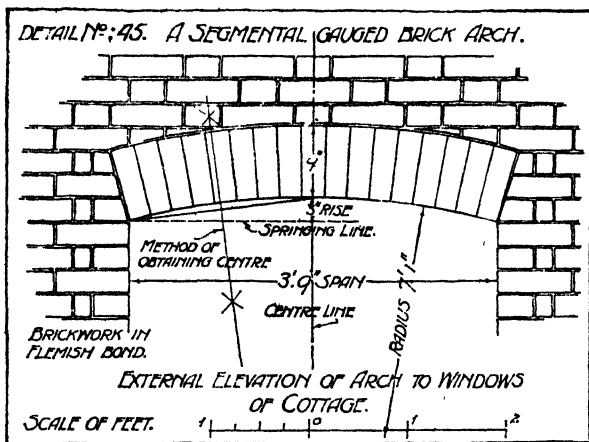 DETAIL Nº: 45. A SEGMENTAL GAUGED BRICK ARCH.
4"
3" RISE
SPRINGING LINE.
METHOD OF
OBTAINING CENTRE
3'. 9" SPAN
CENTRE LINE
RADIUS 7' 1"
BRICKWORK IN
FLEMISH BOND.
EXTERNAL ELEVATION OF ARCH TO WINDOWS
OF COTTAGE.
SCALE OF FEET. 1 0 1 2.